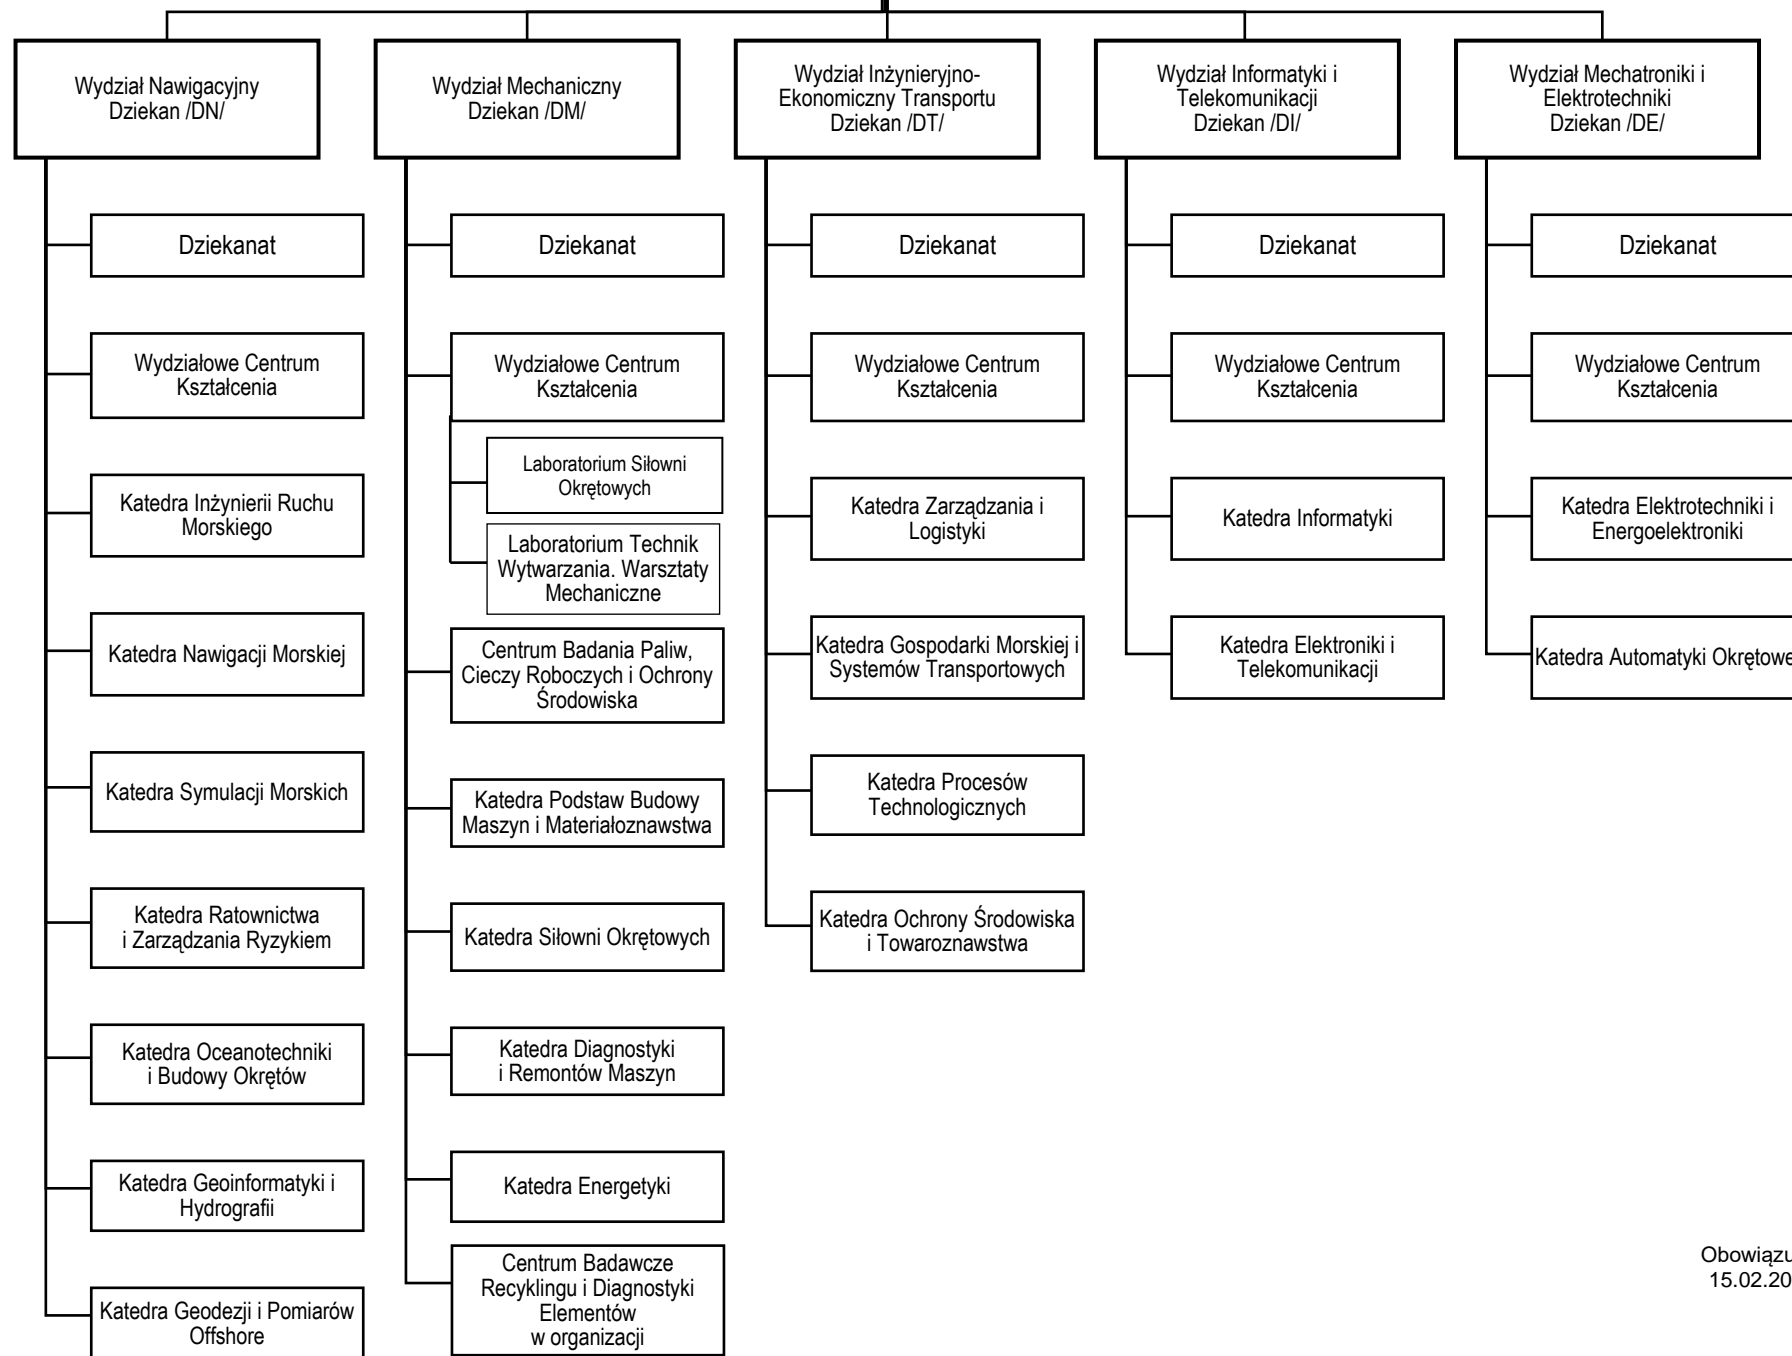 Wydział Nawigacyjny
Dziekan /DN/
Wydział Mechaniczny
Dziekan /DM/
Wydział Inżynieryjno-
Ekonomiczny Transportu
Dziekan /DT/
Wydział Informatyki i
Telekomunikacji
Dziekan /DI/
Wydział Mechatroniki i
Elektrotechniki
Dziekan /DE/
Dziekanat
Wydziałowe Centrum
Kształcenia
Katedra Inżynierii Ruchu
Morskiego
Katedra Nawigacji Morskiej
Katedra Symulacji Morskich
Katedra Ratownictwa
i Zarządzania Ryzykiem
Katedra Oceanotechniki
i Budowy Okrętów
Katedra Geoinformatyki i
Hydrografii
Katedra Geodezji i Pomiarów
Offshore
Dziekanat
Wydziałowe Centrum
Kształcenia
Laboratorium Siłowni
Okrętowych
Laboratorium Technik
Wytwarzania. Warsztaty
Mechaniczne
Centrum Badania Paliw,
Cieczy Roboczych i Ochrony
Środowiska
Katedra Podstaw Budowy
Maszyn i Materiałoznawstwa
Katedra Siłowni Okrętowych
Katedra Diagnostyki
i Remontów Maszyn
Katedra Energetyki
Centrum Badawcze
Recyklingu i Diagnostyki
Elementów
w organizacji
Dziekanat
Wydziałowe Centrum
Kształcenia
Katedra Zarządzania i
Logistyki
Katedra Gospodarki Morskiej i
Systemów Transportowych
Katedra Procesów
Technologicznych
Katedra Ochrony Środowiska
i Towaroznawstwa
Dziekanat
Wydziałowe Centrum
Kształcenia
Katedra Informatyki
Katedra Elektroniki i
Telekomunikacji
Dziekanat
Wydziałowe Centrum
Kształcenia
Katedra Elektrotechniki i
Energoelektroniki
Katedra Automatyki Okrętowe
Obowiązu
15.02.20